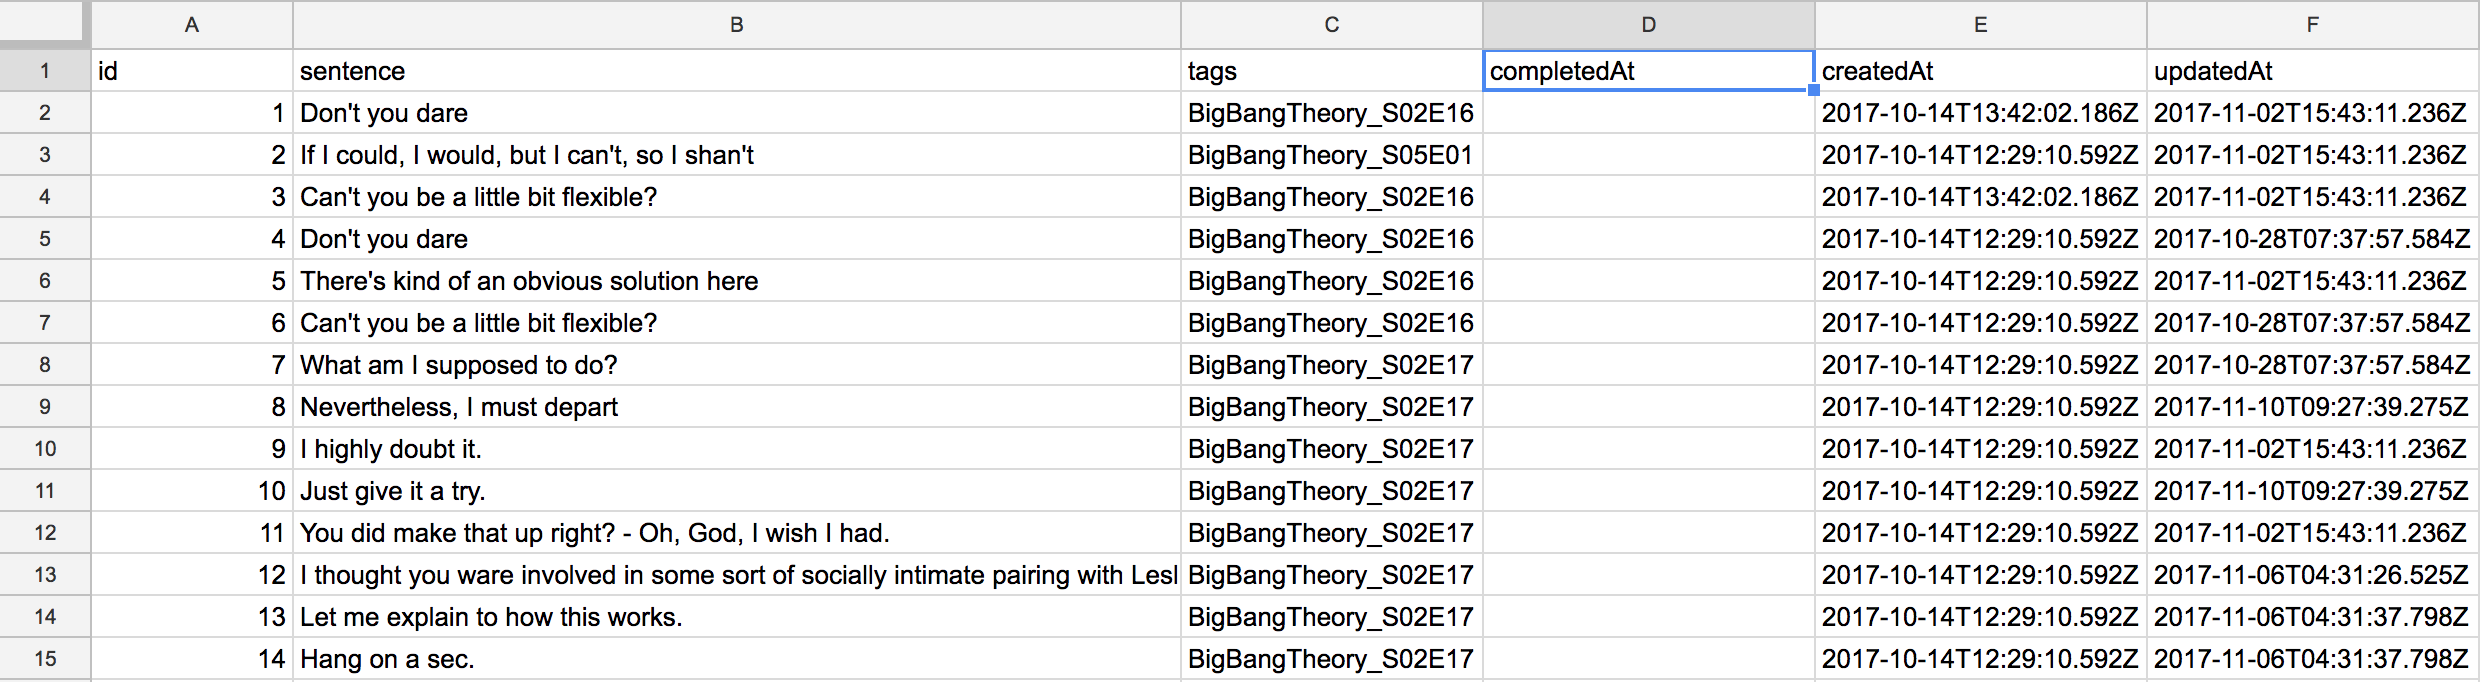 A B C D E F
1 id sentence tags completedAt createdAt updatedAt
2 1 Don't you dare BigBangTheory_S02E16 2017-10-14T13:42:02.186Z 2017-11-02T15:43:11.236Z
3 2 If I could, I would, but I can't, so I shan't BigBangTheory_S05E01 2017-10-14T12:29:10.592Z 2017-11-02T15:43:11.236Z
4 3 Can't you be a little bit flexible? BigBangTheory_S02E16 2017-10-14T13:42:02.186Z 2017-11-02T15:43:11.236Z
5 4 Don't you dare BigBangTheory_S02E16 2017-10-14T12:29:10.592Z 2017-10-28T07:37:57.584Z
6 5 There's kind of an obvious solution here BigBangTheory_S02E16 2017-10-14T12:29:10.592Z 2017-11-02T15:43:11.236Z
7 6 Can't you be a little bit flexible? BigBangTheory_S02E16 2017-10-14T12:29:10.592Z 2017-10-28T07:37:57.584Z
8 7 What am I supposed to do? BigBangTheory_S02E17 2017-10-14T12:29:10.592Z 2017-10-28T07:37:57.584Z
9 8 Nevertheless, I must depart BigBangTheory_S02E17 2017-10-14T12:29:10.592Z 2017-11-10T09:27:39.275Z
10 9 I highly doubt it. BigBangTheory_S02E17 2017-10-14T12:29:10.592Z 2017-11-02T15:43:11.236Z
11 10 Just give it a try. BigBangTheory_S02E17 2017-10-14T12:29:10.592Z 2017-11-10T09:27:39.275Z
12 11 You did make that up right? - Oh, God, I wish I had. BigBangTheory_S02E17 2017-10-14T12:29:10.592Z 2017-11-02T15:43:11.236Z
13 12 I thought you ware involved in some sort of socially intimate pairing with Lesl BigBangTheory_S02E17 2017-10-14T12:29:10.592Z 2017-11-06T04:31:26.525Z
14 13 Let me explain to how this works. BigBangTheory_S02E17 2017-10-14T12:29:10.592Z 2017-11-06T04:31:37.798Z
15 14 Hang on a sec. BigBangTheory_S02E17 2017-10-14T12:29:10.592Z 2017-11-06T04:31:37.798Z